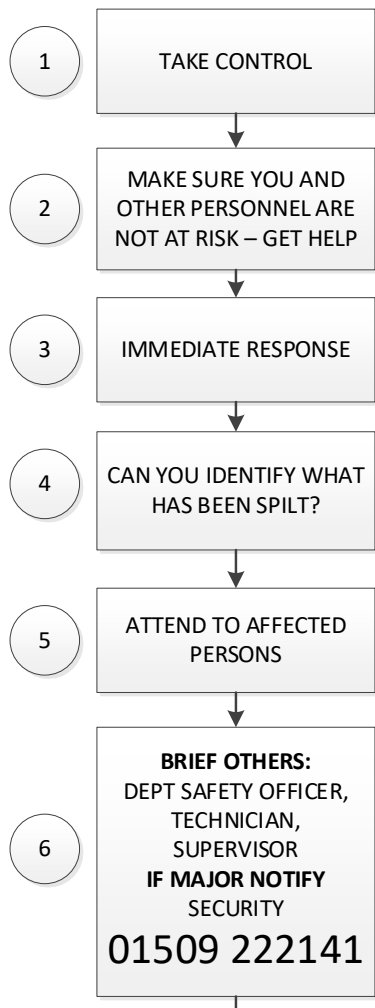 1
TAKE CONTROL
2
MAKE SURE YOU AND
OTHER PERSONNEL ARE
NOT AT RISK – GET HELP
3
IMMEDIATE RESPONSE
4
CAN YOU IDENTIFY WHAT
HAS BEEN SPILT?
5
ATTEND TO AFFECTED
PERSONS
6
BRIEF OTHERS:
DEPT SAFETY OFFICER,
TECHNICIAN,
SUPERVISOR
IF MAJOR NOTIFY
SECURITY
01509 222141